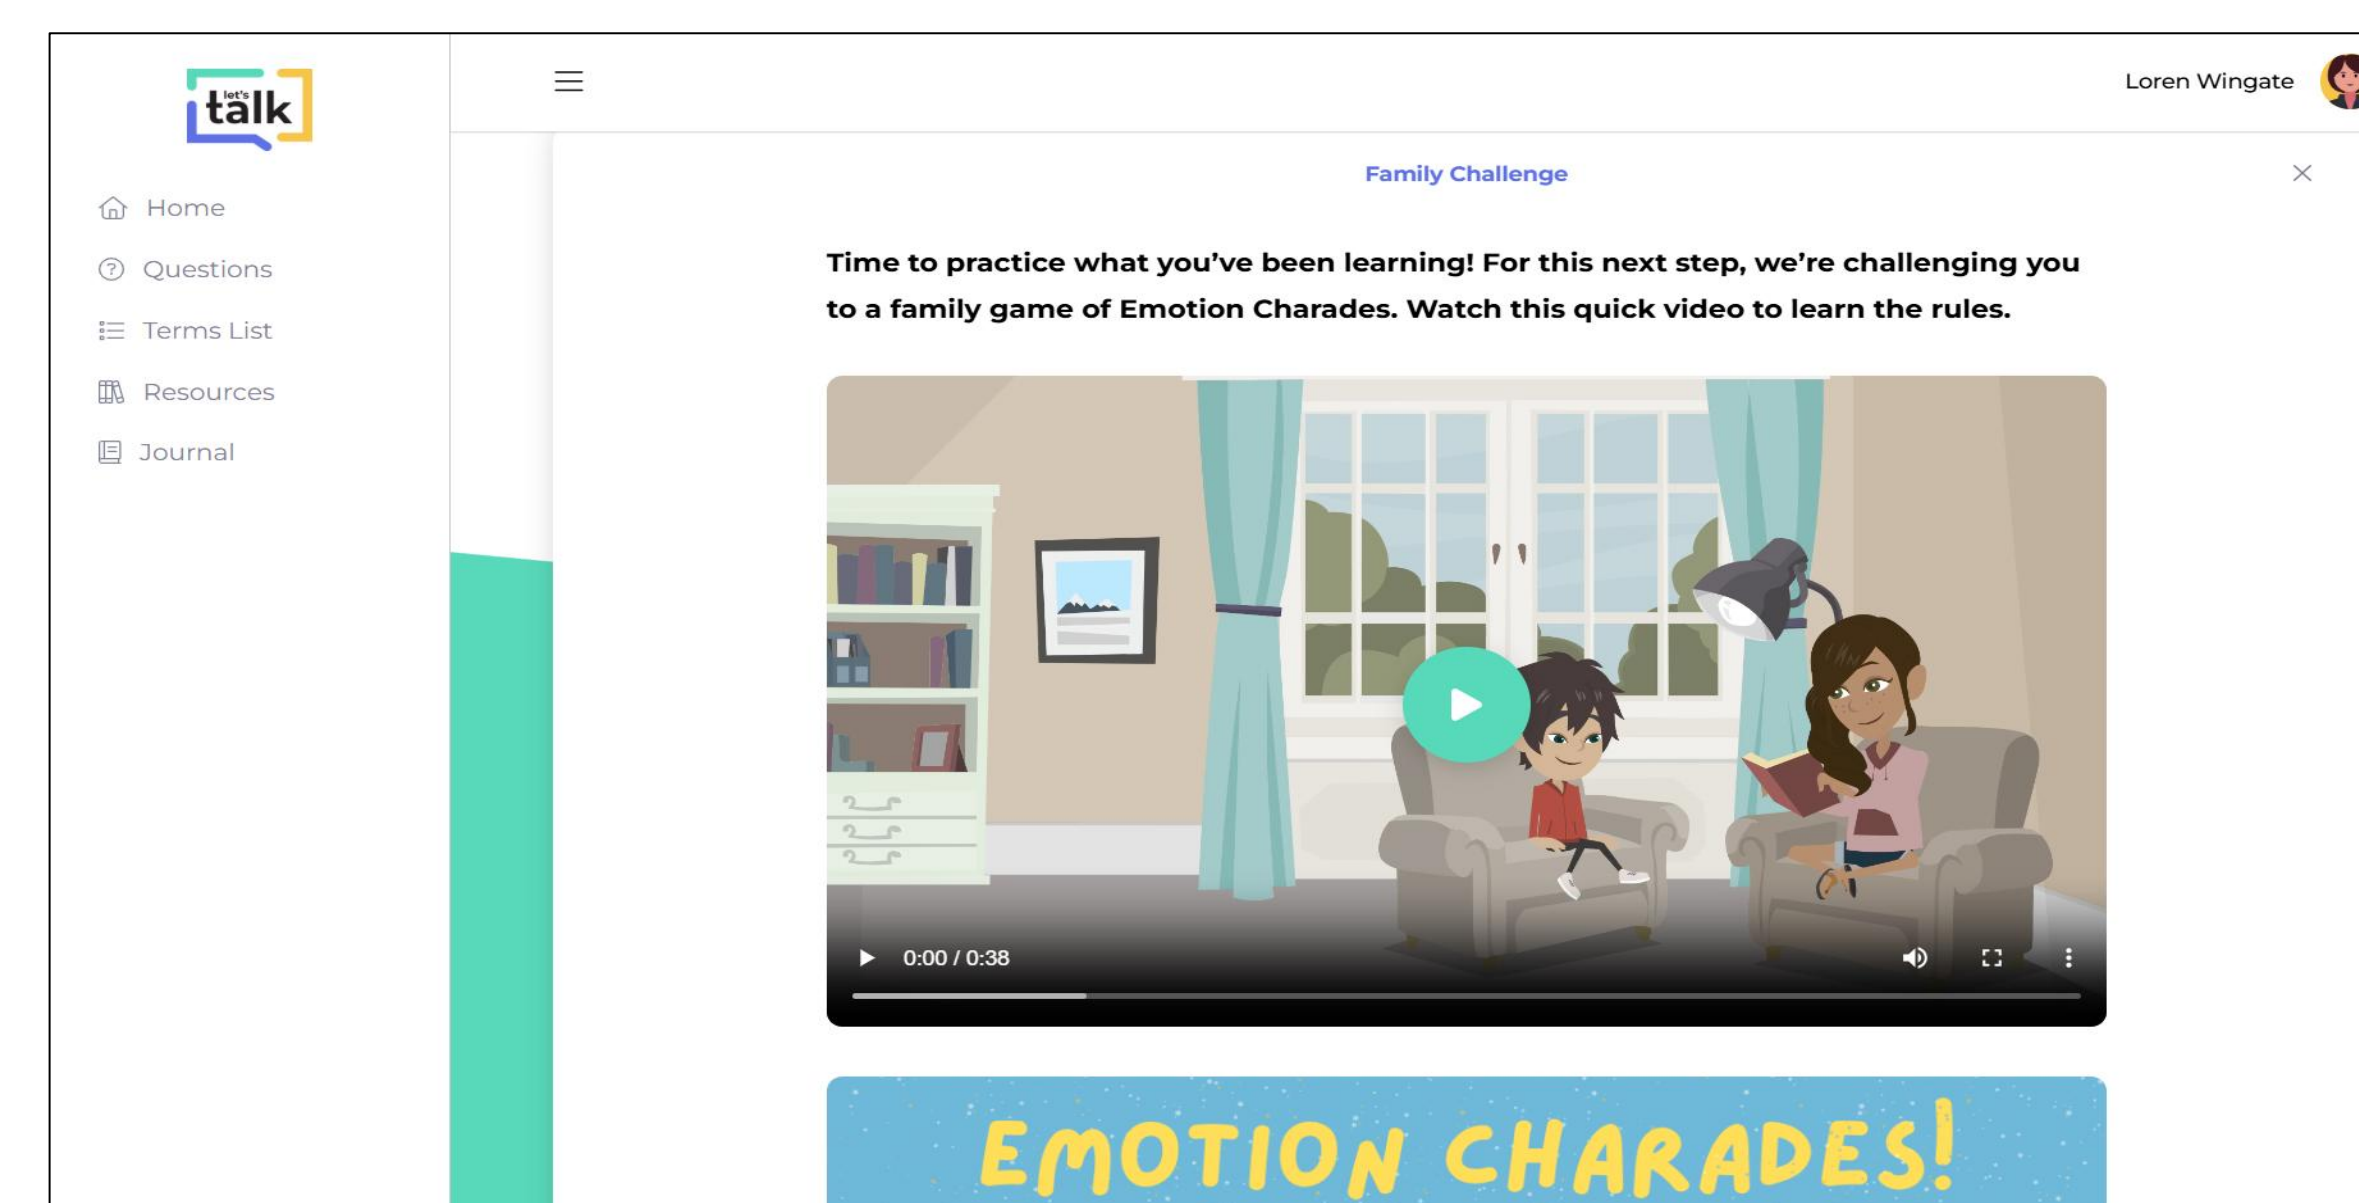 let's
talk
Loren Wingate
Home
Questions
Terms List
Resources
Journal
Family Challenge
Time to practice what you’ve been learning! For this next step, we’re challenging you
to a family game of Emotion Charades. Watch this quick video to learn the rules.
0:00 / 0:38
EMOTION CHARADES!